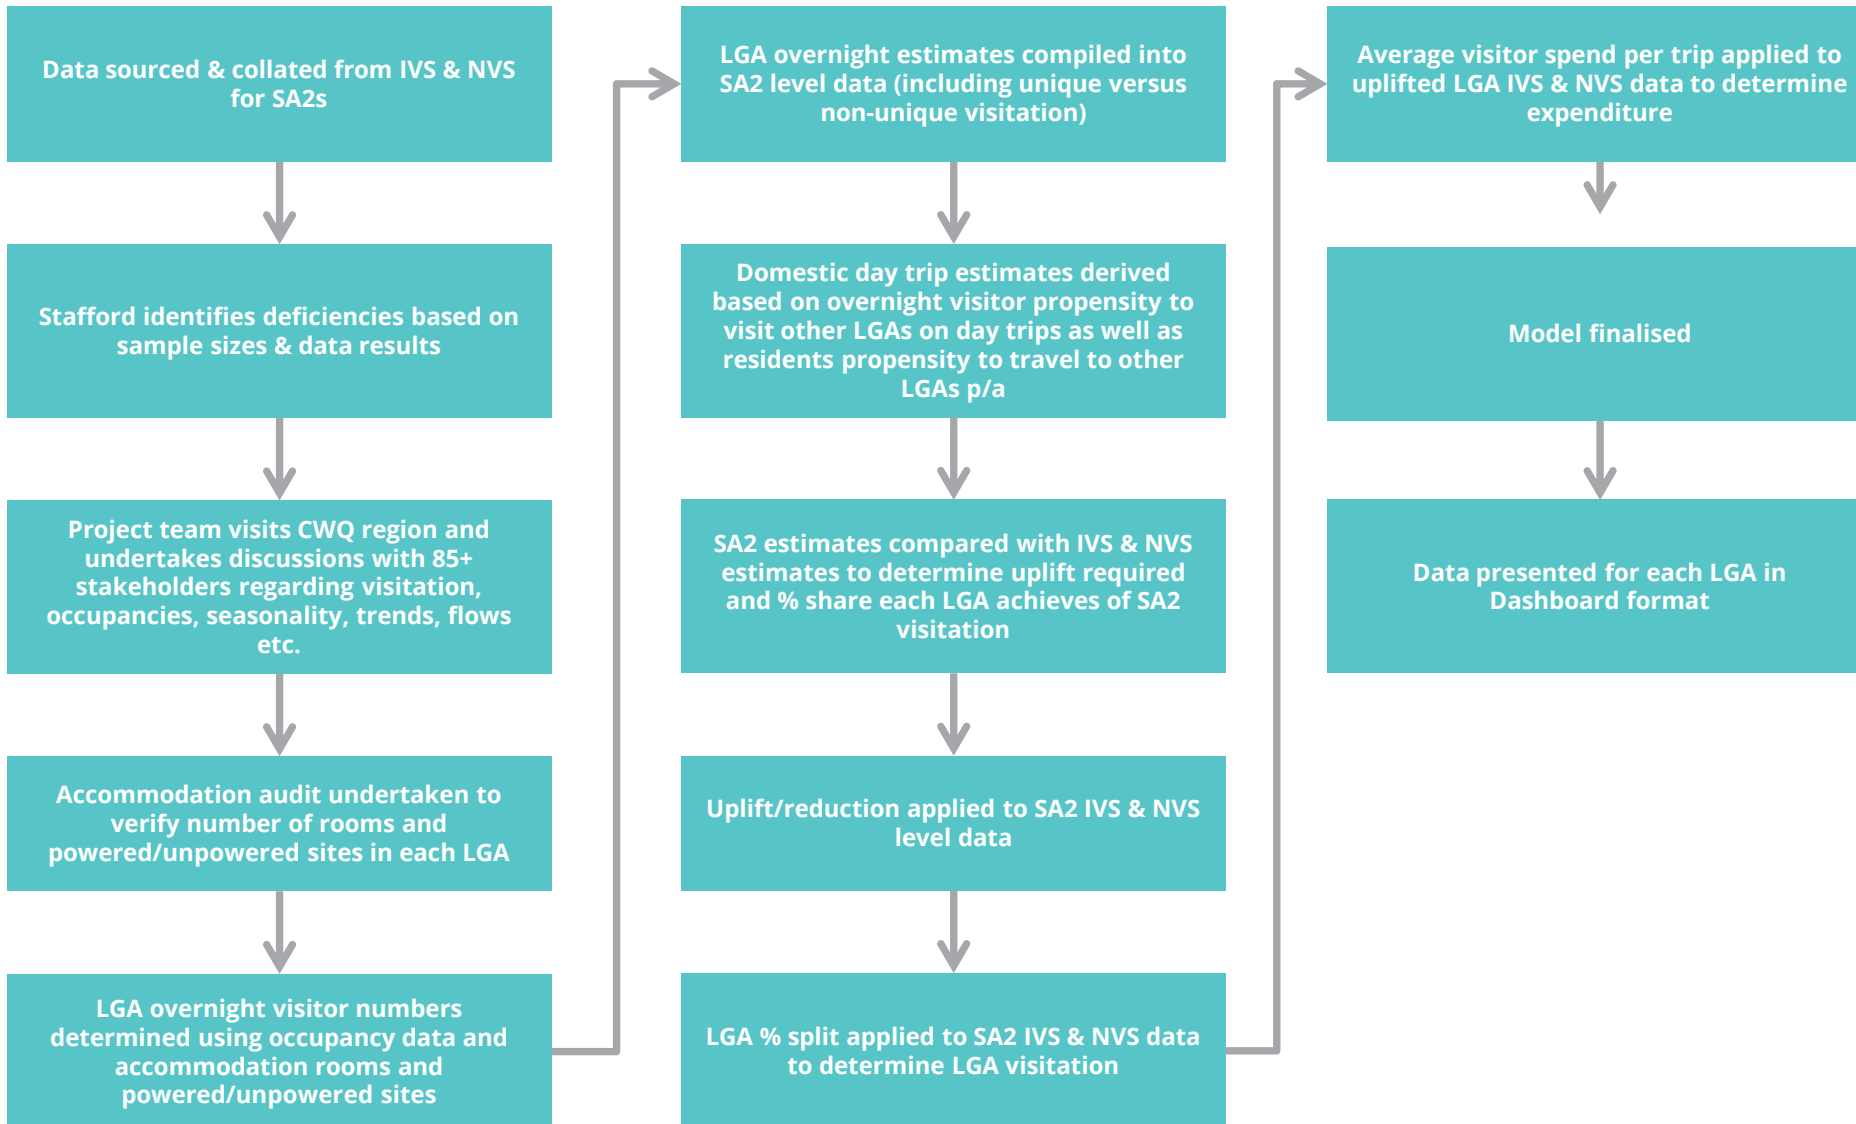 Data sourced & collated from IVS & NVS
for SA2s
Stafford identifies deficiencies based on
sample sizes & data results
Project team visits CWQ region and
undertakes discussions with 85+
stakeholders regarding visitation,
occupancies, seasonality, trends, flows
etc.
Accommodation audit undertaken to
verify number of rooms and
powered/unpowered sites in each LGA
LGA overnight visitor numbers
determined using occupancy data and
accommodation rooms and
powered/unpowered sites
LGA overnight estimates compiled into
SA2 level data (including unique versus
non-unique visitation)
Domestic day trip estimates derived
based on overnight visitor propensity to
visit other LGAs on day trips as well as
residents propensity to travel to other
LGAs p/a
SA2 estimates compared with IVS & NVS
estimates to determine uplift required
and % share each LGA achieves of SA2
visitation
Uplift/reduction applied to SA2 IVS & NVS
level data
LGA % split applied to SA2 IVS & NVS data
to determine LGA visitation
Average visitor spend per trip applied to
uplifted LGA IVS & NVS data to determine
expenditure
Model finalised
Data presented for each LGA in
Dashboard format